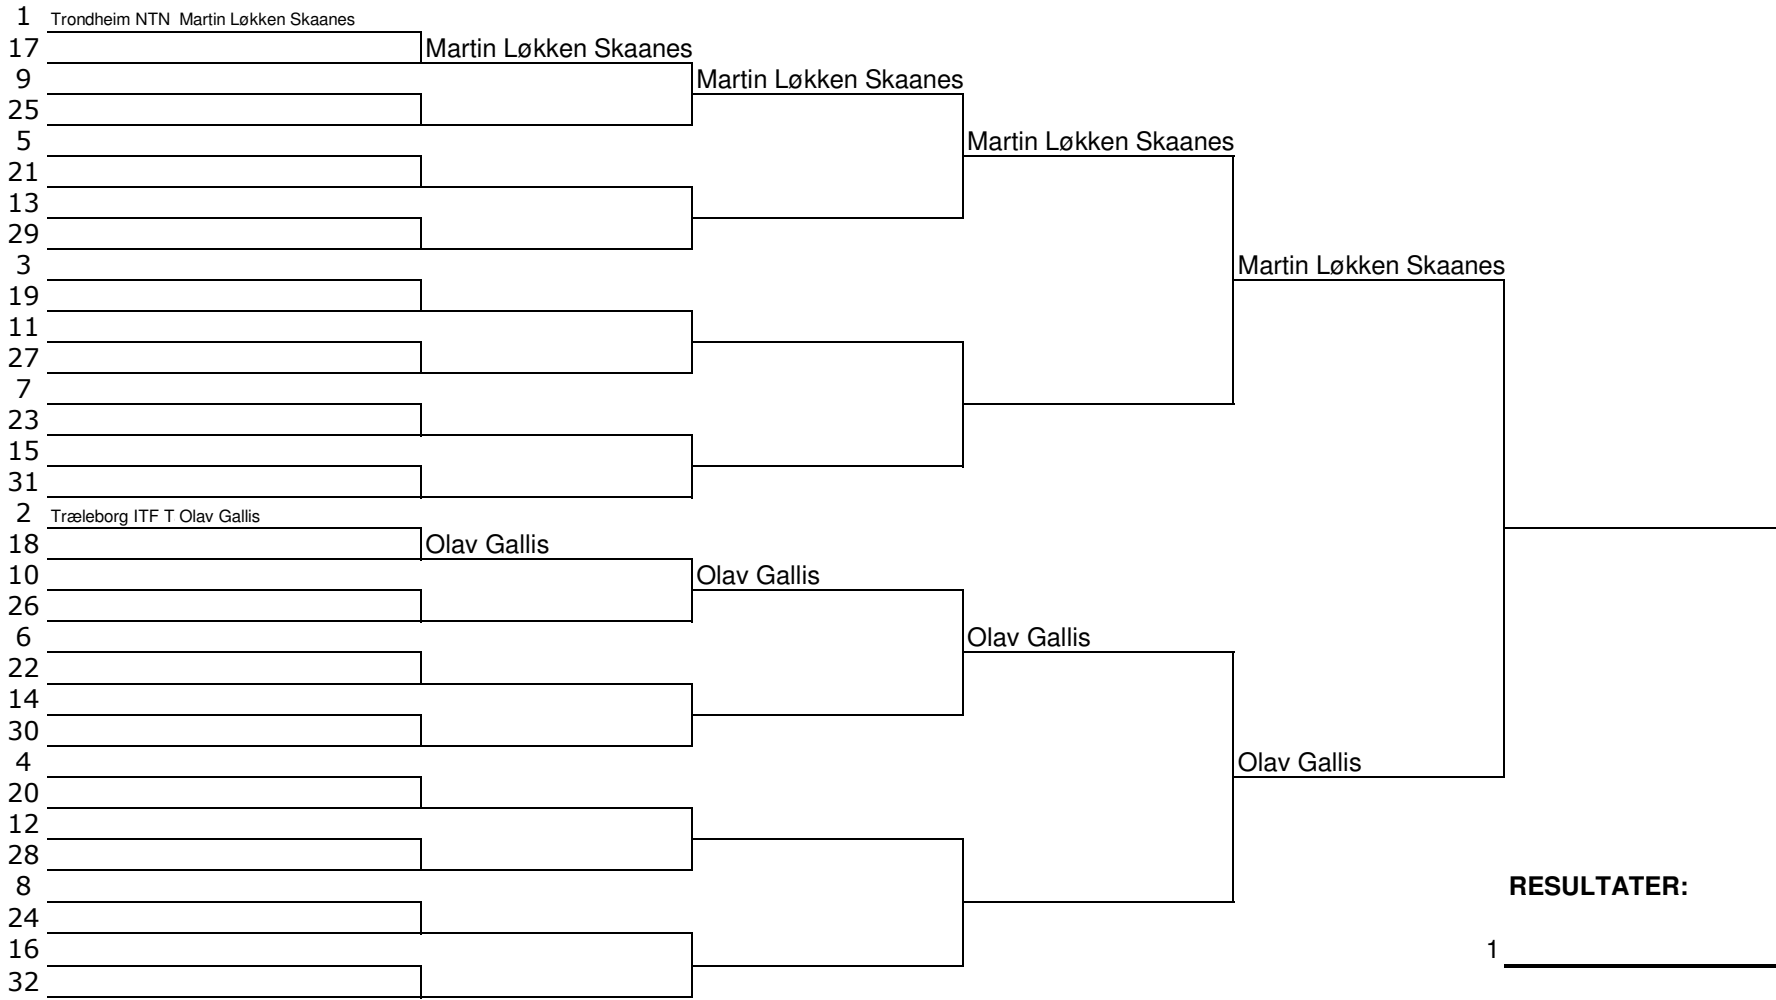 1 Trondheim NTN  Martin Løkken Skaanes
17 Martin Løkken Skaanes
9 Martin Løkken Skaanes
25
5 Martin Løkken Skaanes
21
13
29
3 Martin Løkken Skaanes
19
11
27
7
23
15
31
2 Træleborg ITF T Olav Gallis
18 Olav Gallis
10 Olav Gallis
26
6 Olav Gallis
22
14
30
4 Olav Gallis
20
12
28
8 RESULTATER:
24
16 1
32